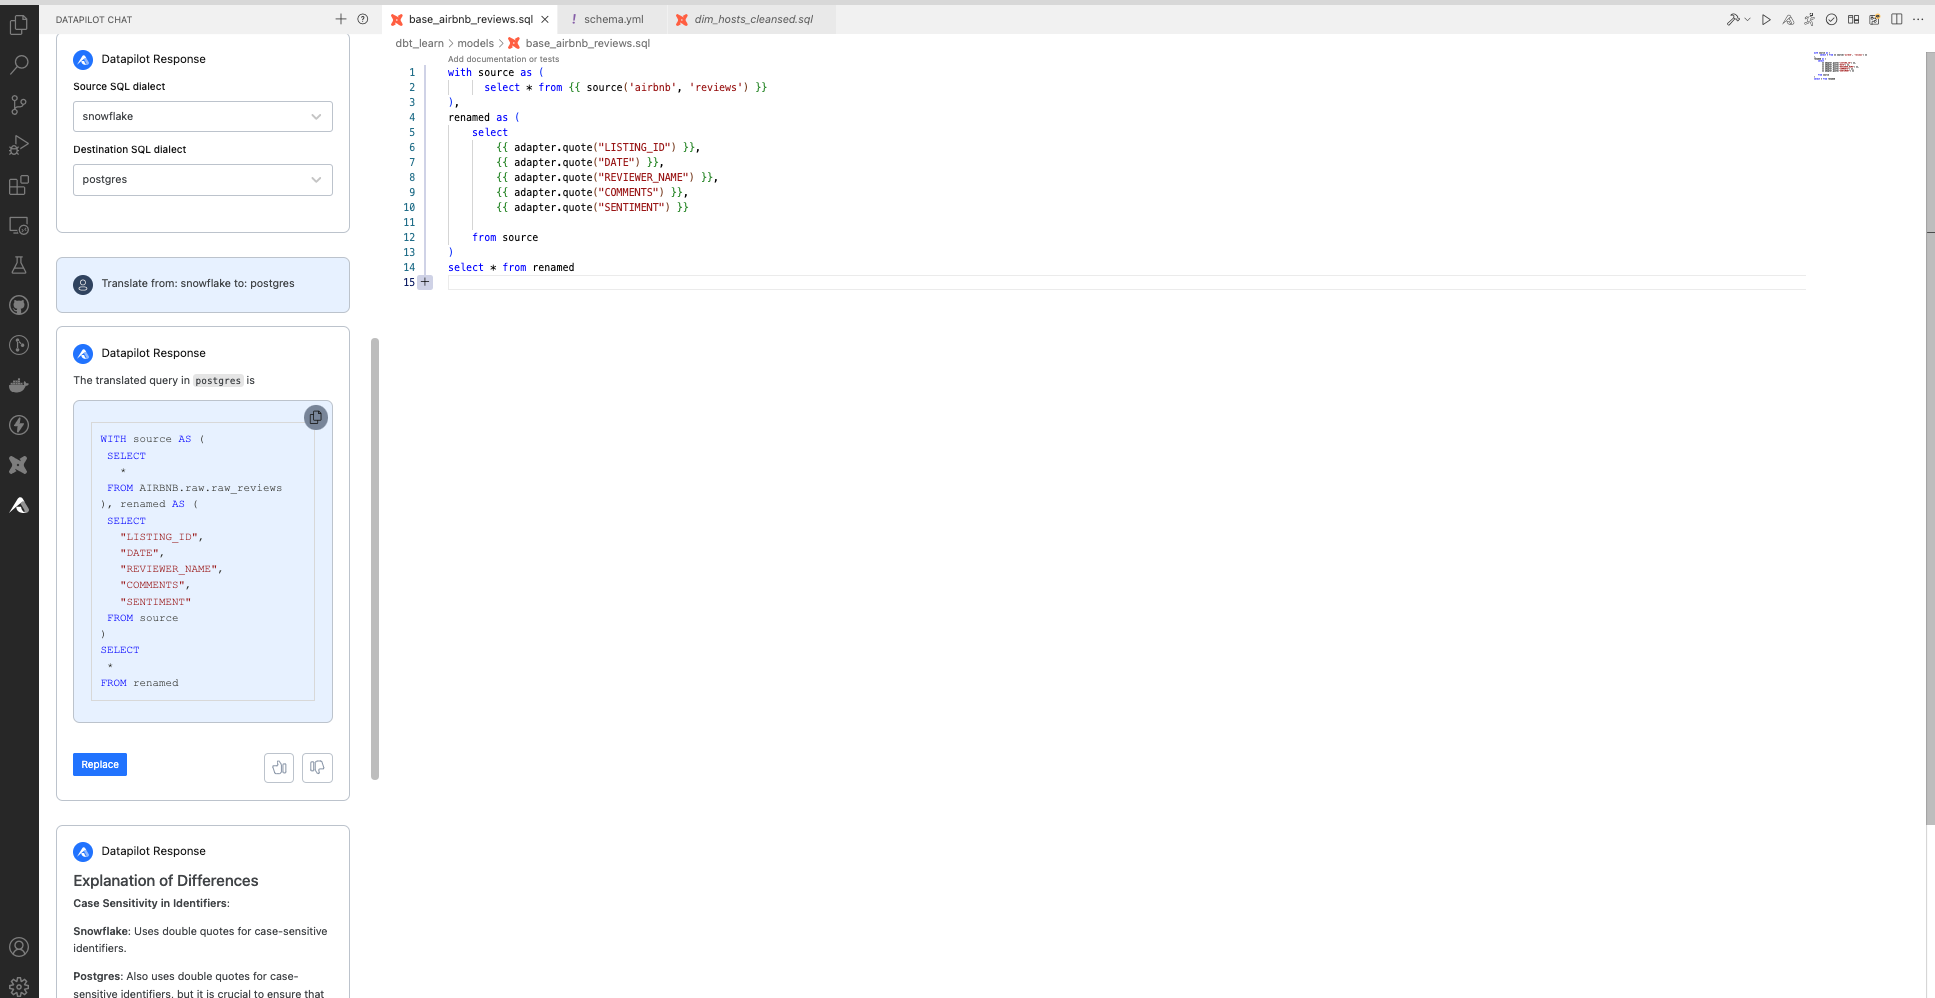 DATAPILOT CHAT
Datapilot Response
Source SQL dialect
snowflake
Destination SQL dialect
postgres
Translate from: snowflake to: postgres
Datapilot Response
The translated query in postgres is
WITH source AS (
SELECT
*
FROM AIRBNB.raw.raw_reviews
), renamed AS (
SELECT
"LISTING_ID",
"DATE",
"REVIEWER_NAME",
"COMMENTS",
"SENTIMENT"
FROM source
)
SELECT
*
FROM renamed
Replace
Datapilot Response
Explanation of Differences
Case Sensitivity in Identifiers:
Snowflake: Uses double quotes for case-sensitive
identifiers.
Postgres: Also uses double quotes for case-
sensitive identifiers, but it is crucial to ensure that
base_airbnb_reviews.sql
! schema.yml
dim_hosts_cleansed.sql
dbt_learn > models > base_airbnb_reviews.sql
Add documentation or tests
1 with source as (
2 select * from {{ source('airbnb', 'reviews') }}
3 ),
4 renamed as (
5 select
6 {{ adapter.quote("LISTING_ID") }},
7 {{ adapter.quote("DATE") }},
8 {{ adapter.quote("REVIEWER_NAME") }},
9 {{ adapter.quote("COMMENTS") }},
10 {{ adapter.quote("SENTIMENT") }}
11
12 from source
13 )
14 select * from renamed
15